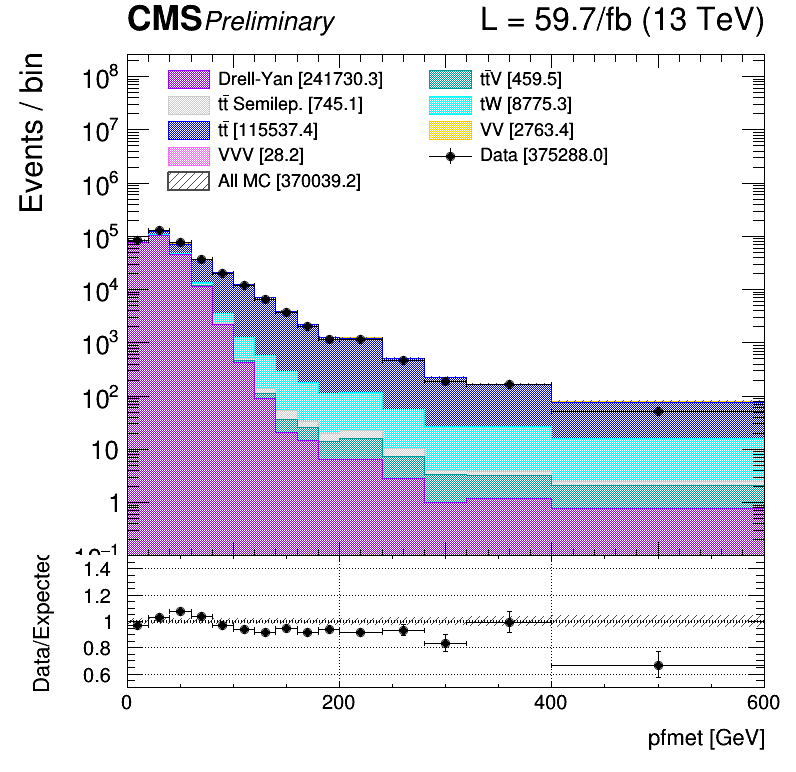 CMS Preliminary L = 59.7/fb (13 TeV)
Events / bin
Drell-Yan [241730.3] tt̄V [459.5]
tt̄ Semilep. [745.1] tW [8775.3]
tt̄ [115537.4] VV [2763.4]
VVV [28.2] Data [375288.0]
All MC [370039.2]
10⁸
10⁷
10⁶
10⁵
10⁴
10³
10²
10
1
10⁻¹
Data/Expected
1.4
1.2
1
0.8
0.6
0 200 400 600
pfmet [GeV]